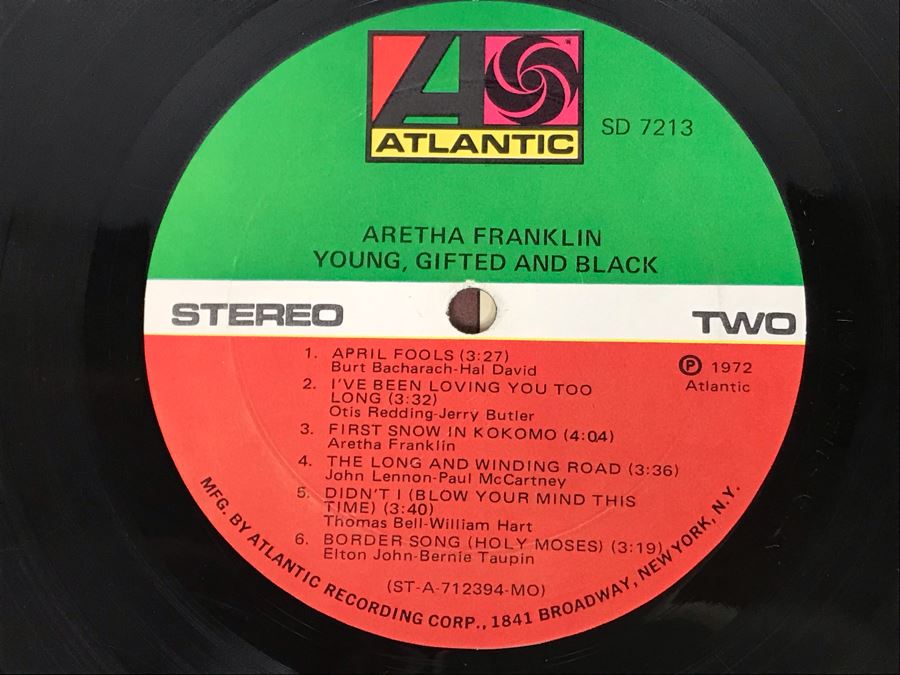 ATLANTIC
SD 7213
ARETHA FRANKLIN
YOUNG, GIFTED AND BLACK
STEREO
TWO
1. APRIL FOOLS (3:27)
Burt Bacharach-Hal David
2. I'VE BEEN LOVING YOU TOO
LONG (3:32)
Otis Redding-Jerry Butler
3. FIRST SNOW IN KOKOMO (4:04)
Aretha Franklin
4. THE LONG AND WINDING ROAD (3:36)
John Lennon-Paul McCartney
5. DIDN'T I (BLOW YOUR MIND THIS
TIME) (3:40)
Thomas Bell-William Hart
6. BORDER SONG (HOLY MOSES) (3:19)
Elton John-Bernie Taupin
℗ 1972
Atlantic
(ST-A-712394-MO)
MFG. BY ATLANTIC RECORDING CORP., 1841 BROADWAY, NEW YORK, N.Y.